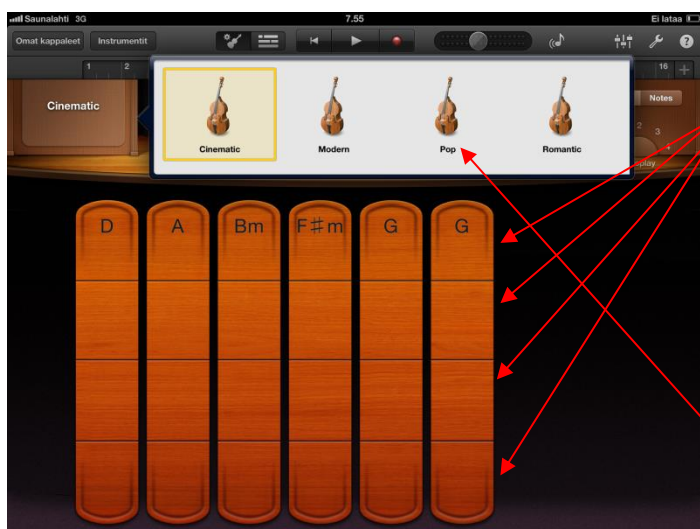 Saunalahti 3G 7.55 Ei lataa
Omat kappaleet Instrumentit
1 2 16
Cinematic Notes
Cinematic Modern Pop Romantic
2 3
4
play
D A Bm F♯m G G